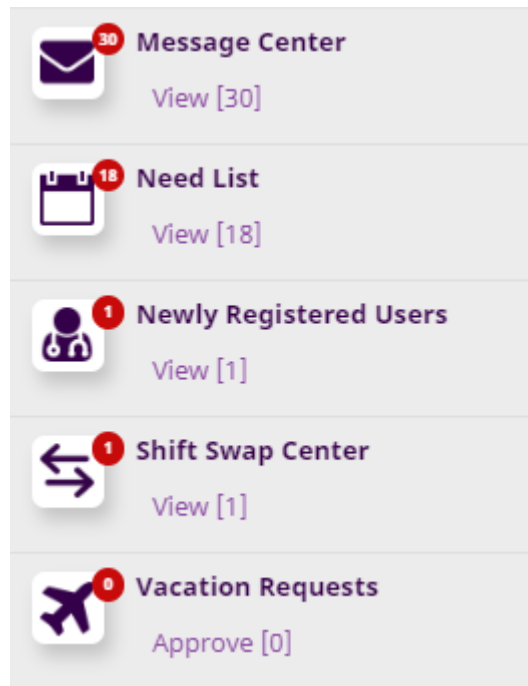 30
Message Center
View [30]
18
Need List
View [18]
1
Newly Registered Users
View [1]
1
Shift Swap Center
View [1]
0
Vacation Requests
Approve [0]